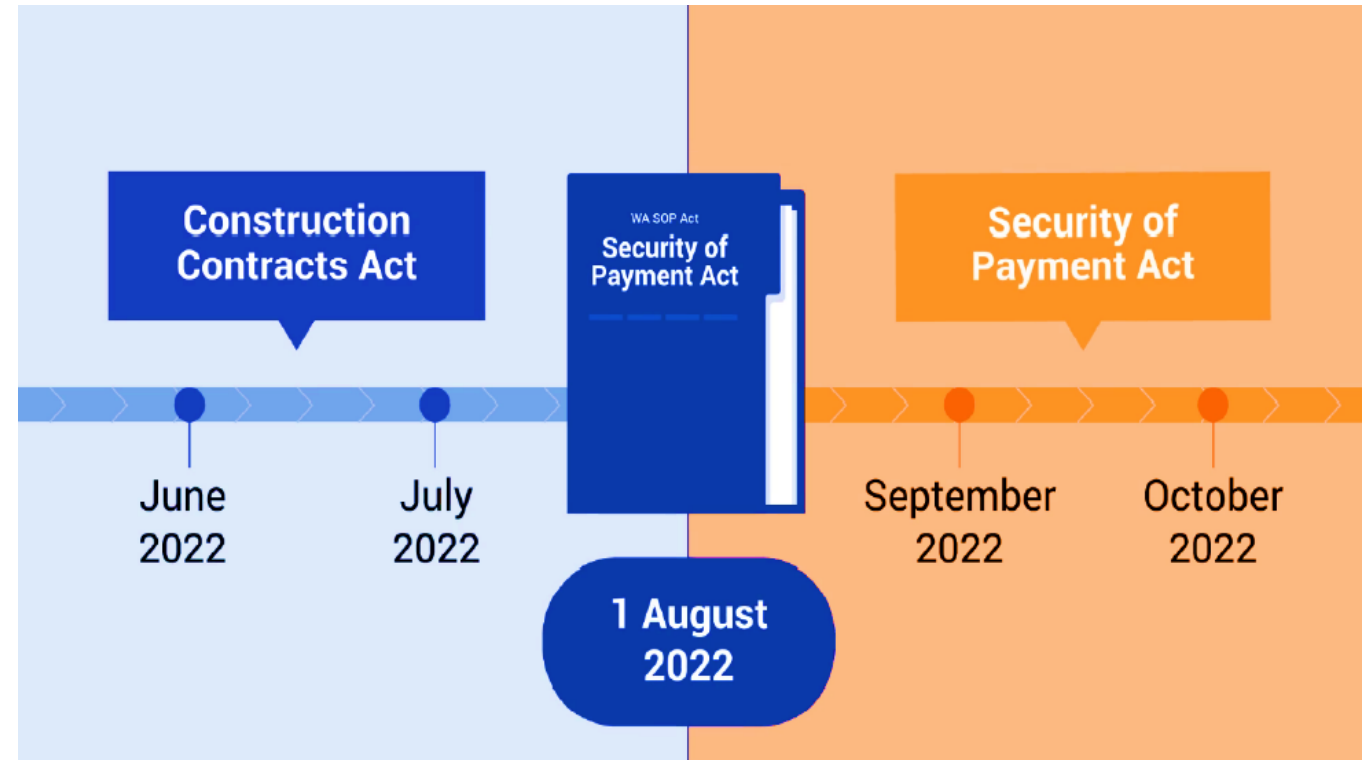 Construction
Contracts Act
WA SOP Act
Security of
Payment Act
Security of
Payment Act
June
2022
July
2022
September
2022
October
2022
1 August
2022